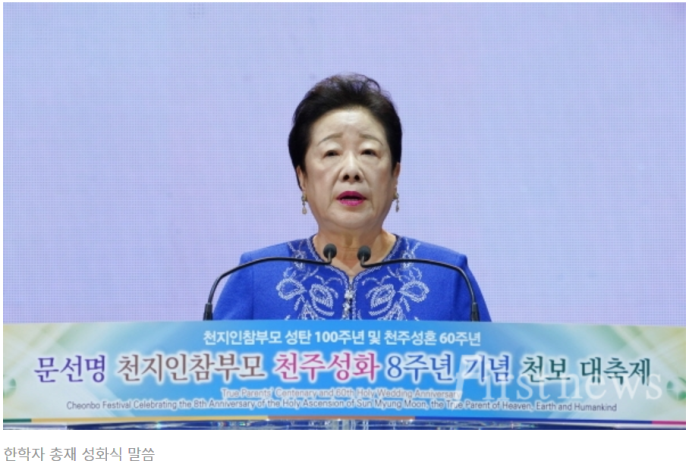 천지인참부모 성탄 100주년 및 천주성혼 60주년
문선명 천지인참부모 천주성화 8주년 기념 천보 대축제
True Parents' Centenary and 60th Holy Wedding Anniversary
Cheonbo Festival Celebrating the 8th Anniversary of the Holy Ascension of Sun Myung Moon, the True Parent of Heaven, Earth and Humankind
Firstnews
한학자 총재 성화식 말씀